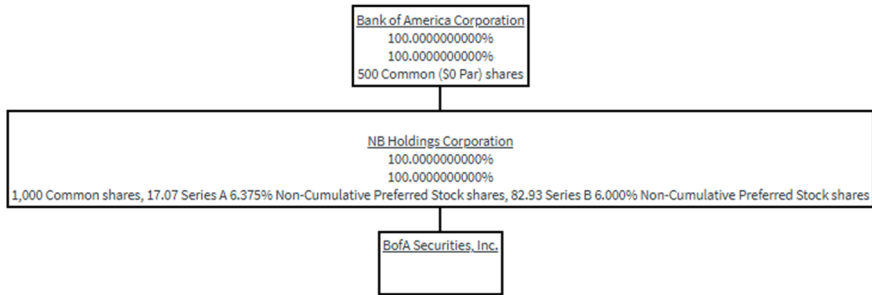 Bank of America Corporation
100.0000000000%
100.0000000000%
500 Common ($0 Par) shares
NB Holdings Corporation
100.0000000000%
100.0000000000%
1,000 Common shares, 17.07 Series A 6.375% Non-Cumulative Preferred Stock shares, 82.93 Series B 6.000% Non-Cumulative Preferred Stock shares
BofA Securities, Inc.